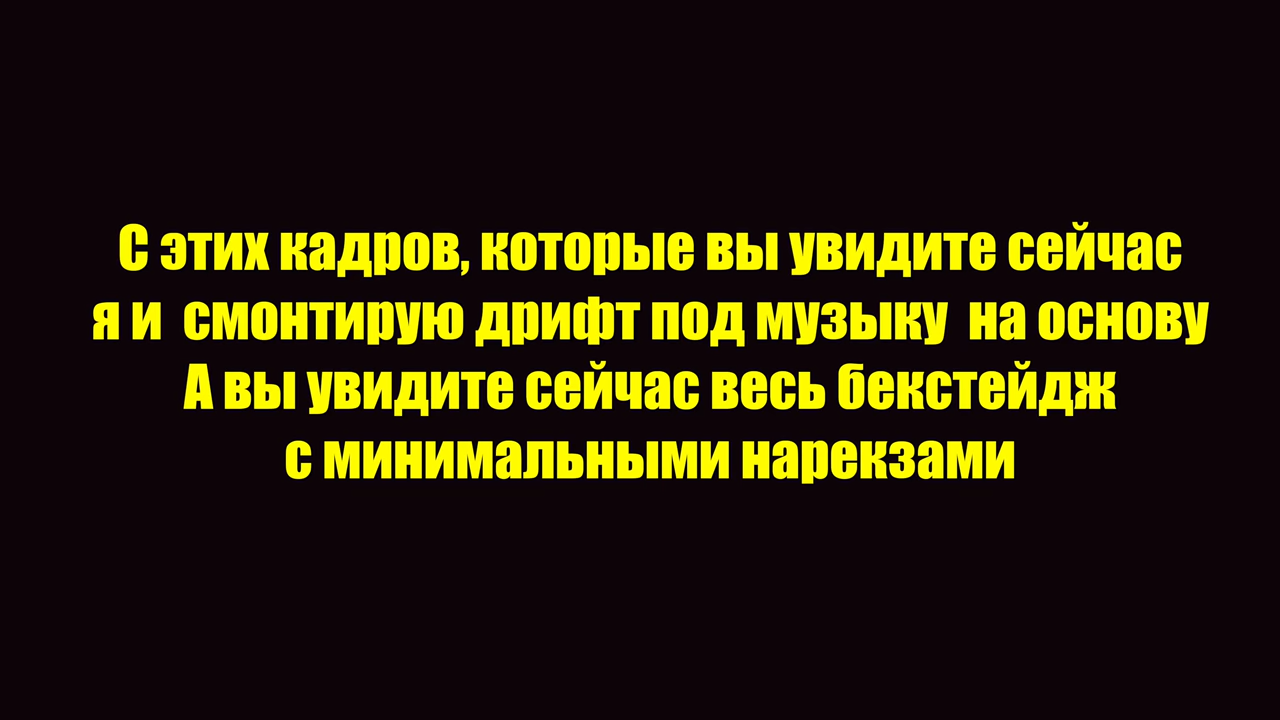 С этих кадров, которые вы увидите сейчас
я и  смонтирую дрифт под музыку  на основу
А вы увидите сейчас весь бекстейдж
с минимальными нарекзами